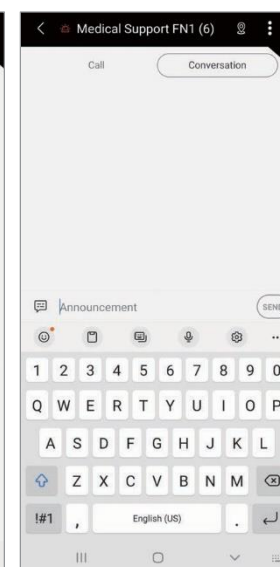 Medical Support FN1 (6)
Call Conversation
Announcement SEND
1 2 3 4 5 6 7 8 9 0
Q W E R T Y U I O P
A S D F G H J K L
Z X C V B N M
!#1 , English (US) .